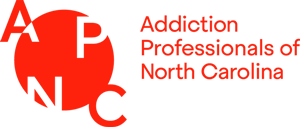 A P
N C
Addiction
Professionals of
North Carolina